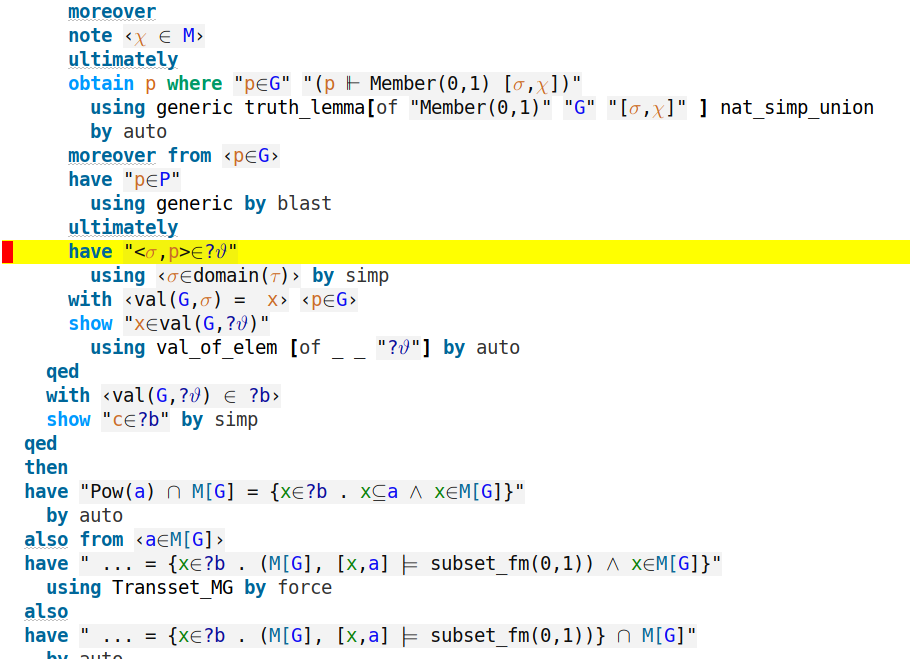 moreover
note ‹χ ∈ M›
ultimately
obtain p where "p∈G" "(p ⊩ Member(0,1) [σ,χ])"
using generic truth_lemma[of "Member(0,1)" "G" "[σ,χ]" ] nat_simp_union
by auto
moreover from ‹p∈G›
have "p∈P"
using generic by blast
ultimately
have "<σ,p>∈?ϑ"
using ‹σ∈domain(τ)› by simp
with ‹val(G,σ) =  x› ‹p∈G›
show "x∈val(G,?ϑ)"
using val_of_elem [of _ _ "?ϑ"] by auto
qed
with ‹val(G,?ϑ) ∈ ?b›
show "c∈?b" by simp
qed
then
have "Pow(a) ∩ M[G] = {x∈?b . x⊆a ∧ x∈M[G]}"
by auto
also from ‹a∈M[G]›
have " ... = {x∈?b . (M[G], [x,a] ⊨ subset_fm(0,1)) ∧ x∈M[G]}"
using Transset_MG by force
also
have " ... = {x∈?b . (M[G], [x,a] ⊨ subset_fm(0,1))} ∩ M[G]"
by auto